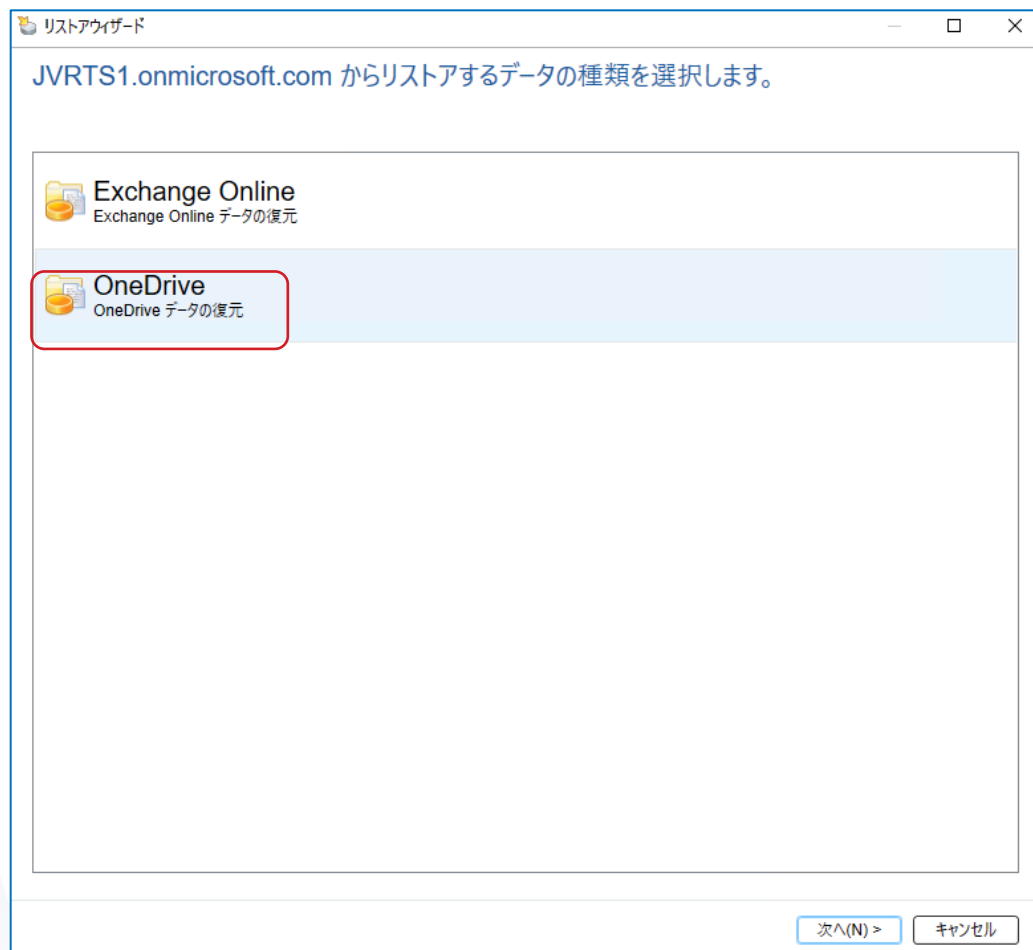 リストアウィザード
JVRTS1.onmicrosoft.com からリストアするデータの種類を選択します。
Exchange Online
Exchange Online データの復元
OneDrive
OneDrive データの復元
次へ(N) >
キャンセル